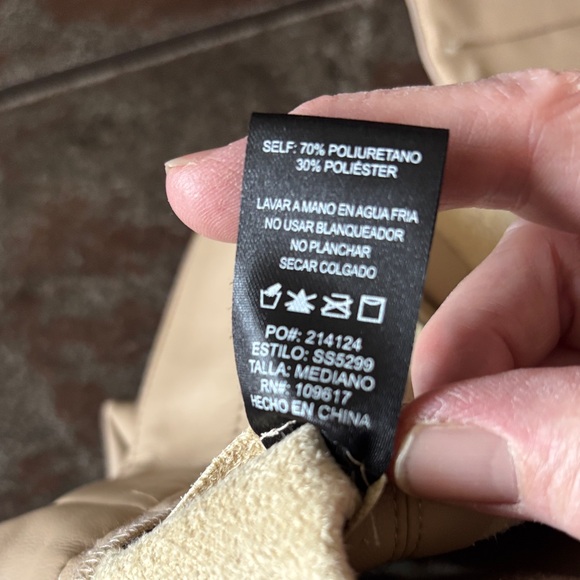 SELF: 70% POLIURETANO
30% POLIÉSTER
LAVAR A MANO EN AGUA FRIA
NO USAR BLANQUEADOR
NO PLANCHAR
SECAR COLGADO
PO#: 214124
ESTILO: SS5299
TALLA: MEDIANO
RN#: 109617
HECHO EN CHINA